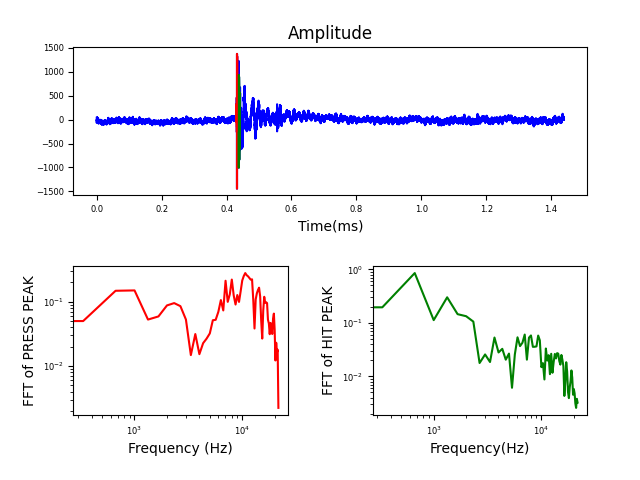 Amplitude
1500
1000
500
0
−500
−1000
−1500
0.0 0.2 0.4 0.6 0.8 1.0 1.2 1.4
Time(ms)
FFT of PRESS PEAK
10⁻¹
10⁻²
10³ 10⁴
Frequency (Hz)
FFT of HIT PEAK
10⁰
10⁻¹
10⁻²
10³ 10⁴
Frequency(Hz)